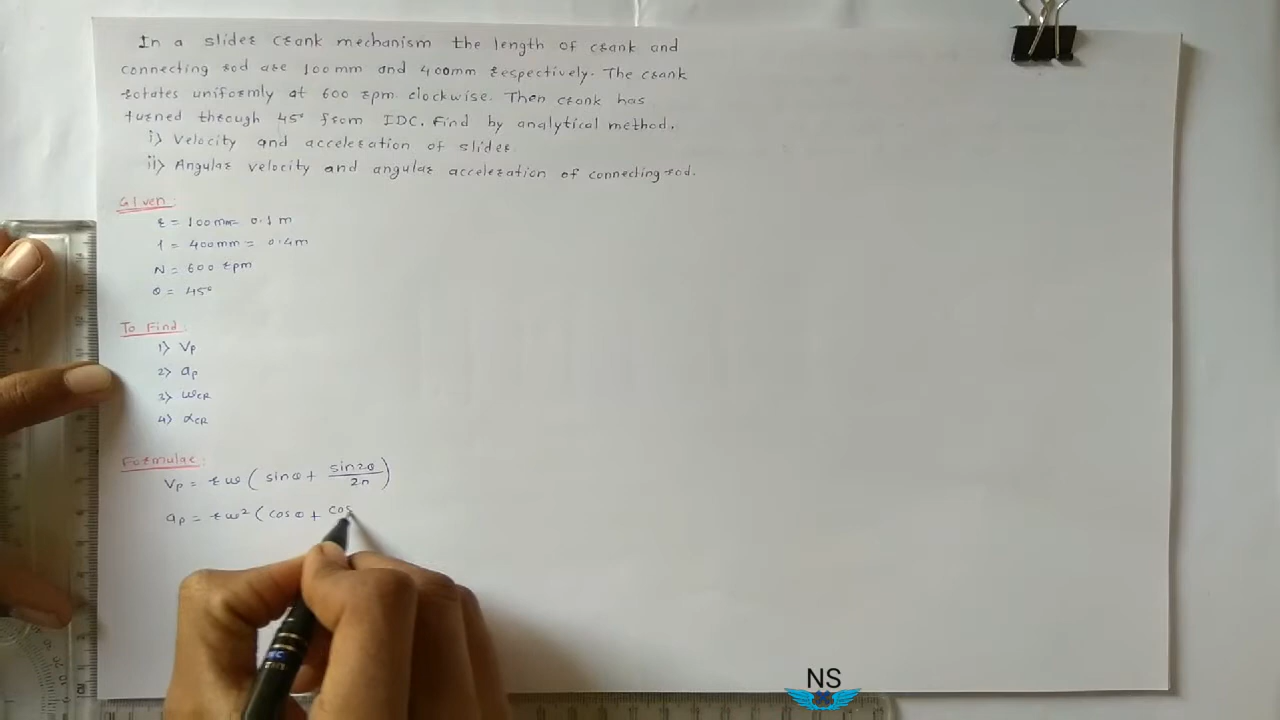 In a slider crank mechanism the length of crank and
connecting rod are 100mm and 400mm respectively. The crank
rotates uniformly at 600 rpm clockwise. Then crank has
turned through 45° from IDC. Find by analytical method.
i) Velocity and acceleration of slider.
ii) Angular velocity and angular acceleration of connecting rod.
Given:
r = 100mm = 0.1m
l = 400mm = 0.4m
N = 600 rpm
θ = 45°
To Find:
1) Vp
2) ap
3) ωCR
4) αCR
Formulae:
Vp = rω ( sinθ + sin2θ/2n )
ap = rω² ( cosθ + cos
NS